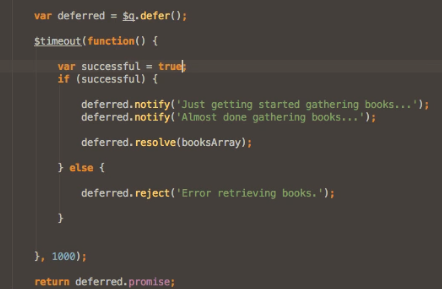 var deferred = $q.defer();
$timeout(function() {
var successful = true;
if (successful) {
deferred.notify('Just getting started gathering books...');
deferred.notify('Almost done gathering books...');
deferred.resolve(booksArray);
} else {
deferred.reject('Error retrieving books.');
}
}, 1000);
return deferred.promise;